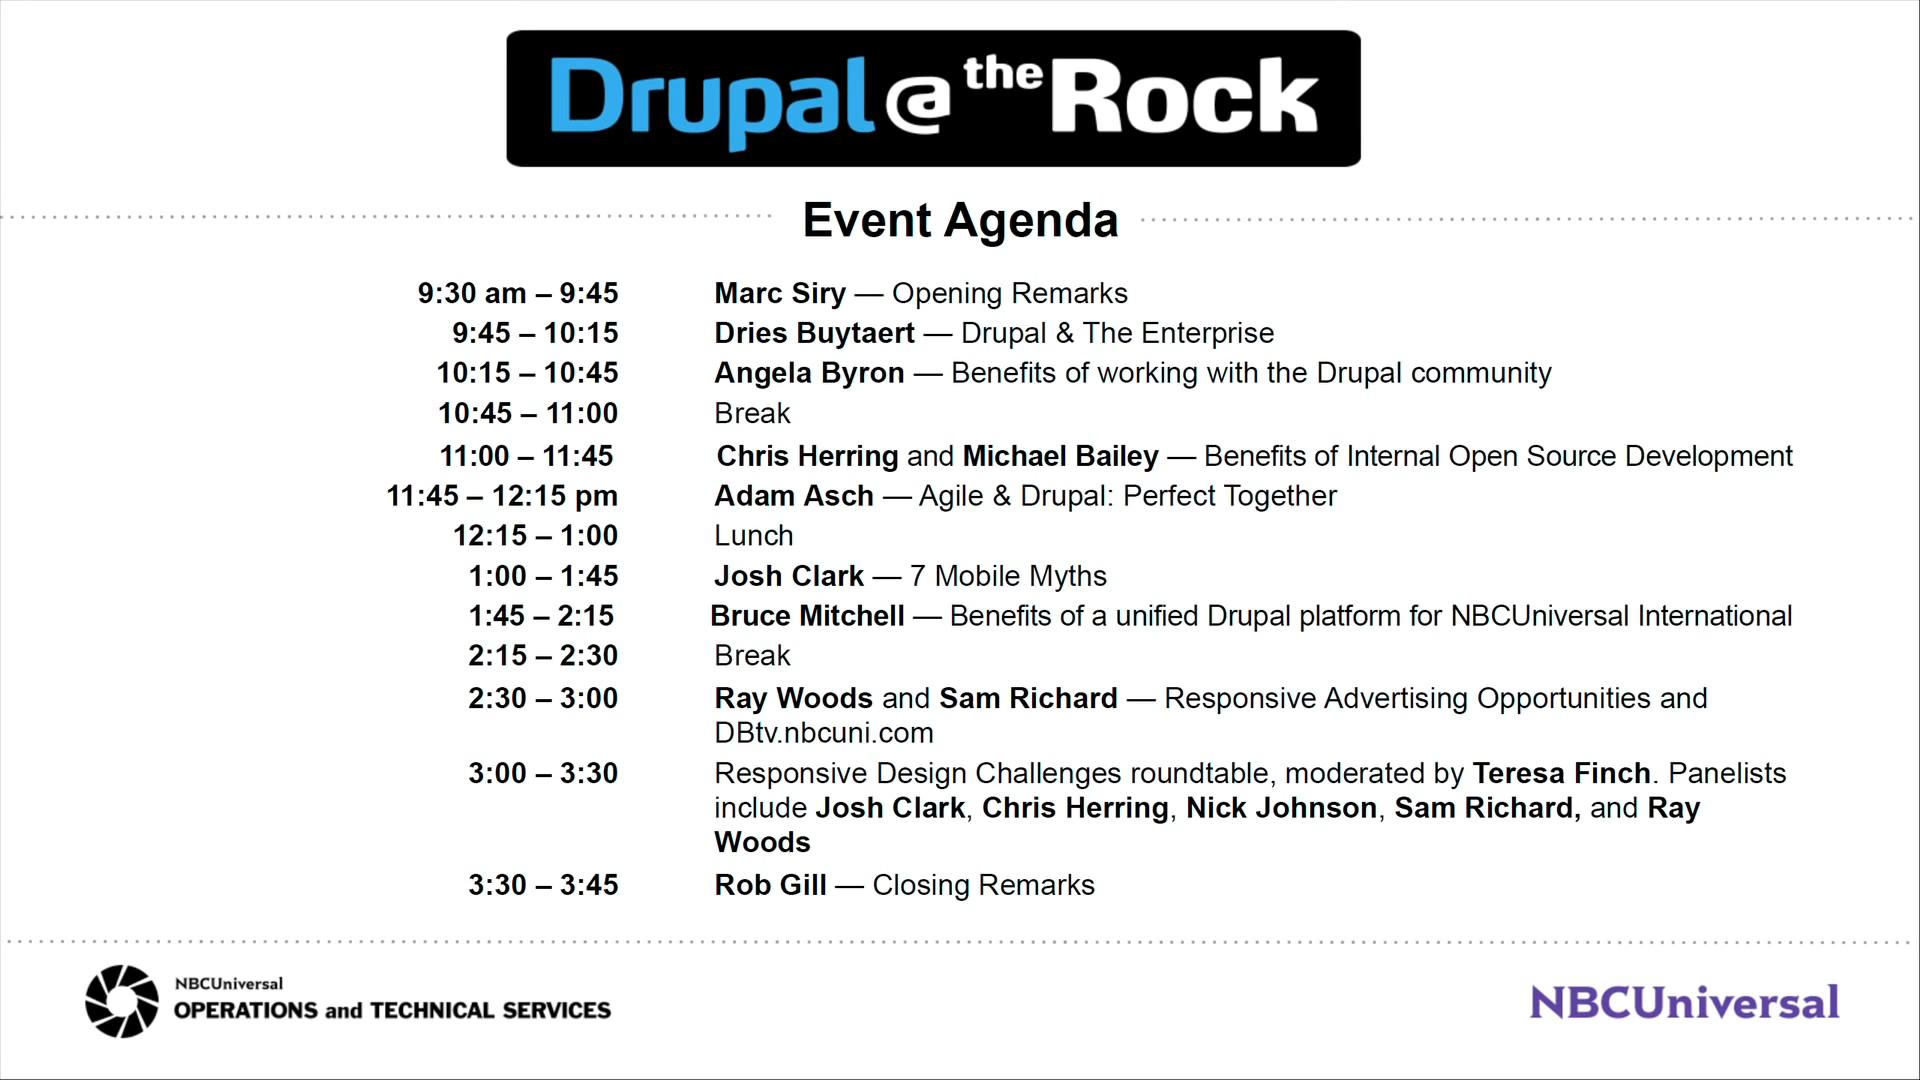 Drupal @ the Rock
Event Agenda
9:30 am – 9:45 Marc Siry — Opening Remarks
9:45 – 10:15 Dries Buytaert — Drupal & The Enterprise
10:15 – 10:45 Angela Byron — Benefits of working with the Drupal community
10:45 – 11:00 Break
11:00 – 11:45 Chris Herring and Michael Bailey — Benefits of Internal Open Source Development
11:45 – 12:15 pm Adam Asch — Agile & Drupal: Perfect Together
12:15 – 1:00 Lunch
1:00 – 1:45 Josh Clark — 7 Mobile Myths
1:45 – 2:15 Bruce Mitchell — Benefits of a unified Drupal platform for NBCUniversal International
2:15 – 2:30 Break
2:30 – 3:00 Ray Woods and Sam Richard — Responsive Advertising Opportunities and
DBtv.nbcuni.com
3:00 – 3:30 Responsive Design Challenges roundtable, moderated by Teresa Finch. Panelists
include Josh Clark, Chris Herring, Nick Johnson, Sam Richard, and Ray
Woods
3:30 – 3:45 Rob Gill — Closing Remarks
NBCUniversal
OPERATIONS and TECHNICAL SERVICES
NBCUniversal